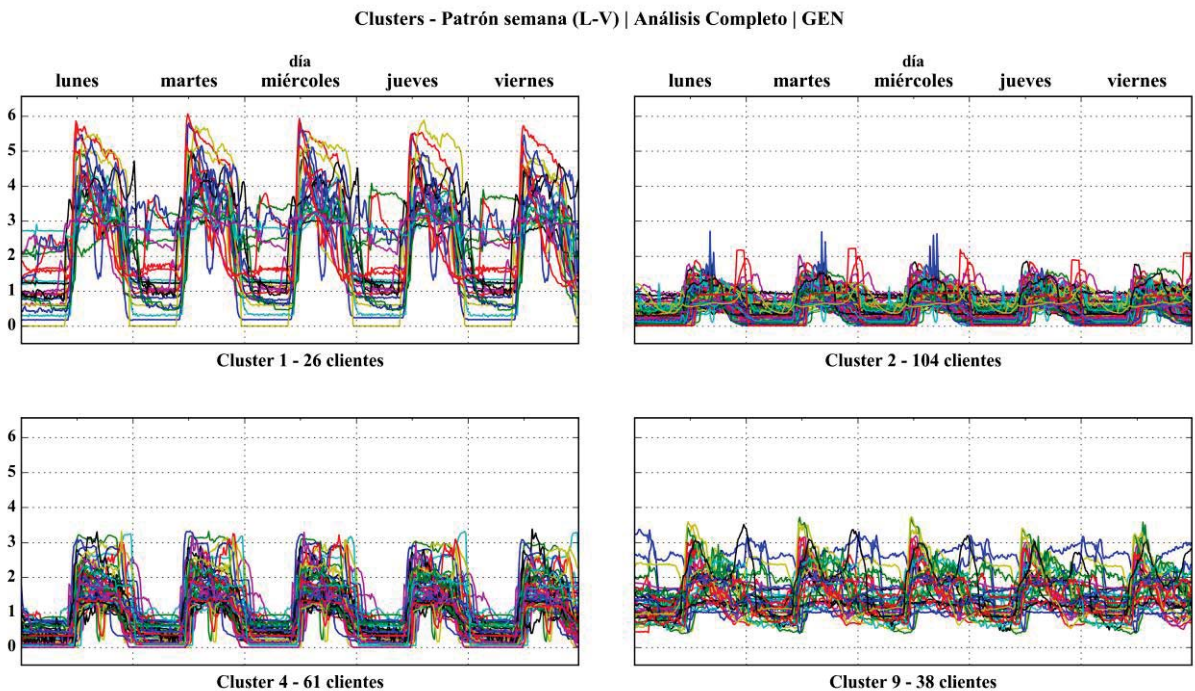 Clusters - Patrón semana (L-V) | Análisis Completo | GEN
día
lunes martes miércoles jueves viernes
día
lunes martes miércoles jueves viernes
6
5
4
3
2
1
0
Cluster 1 - 26 clientes
Cluster 2 - 104 clientes
6
5
4
3
2
1
0
Cluster 4 - 61 clientes
Cluster 9 - 38 clientes